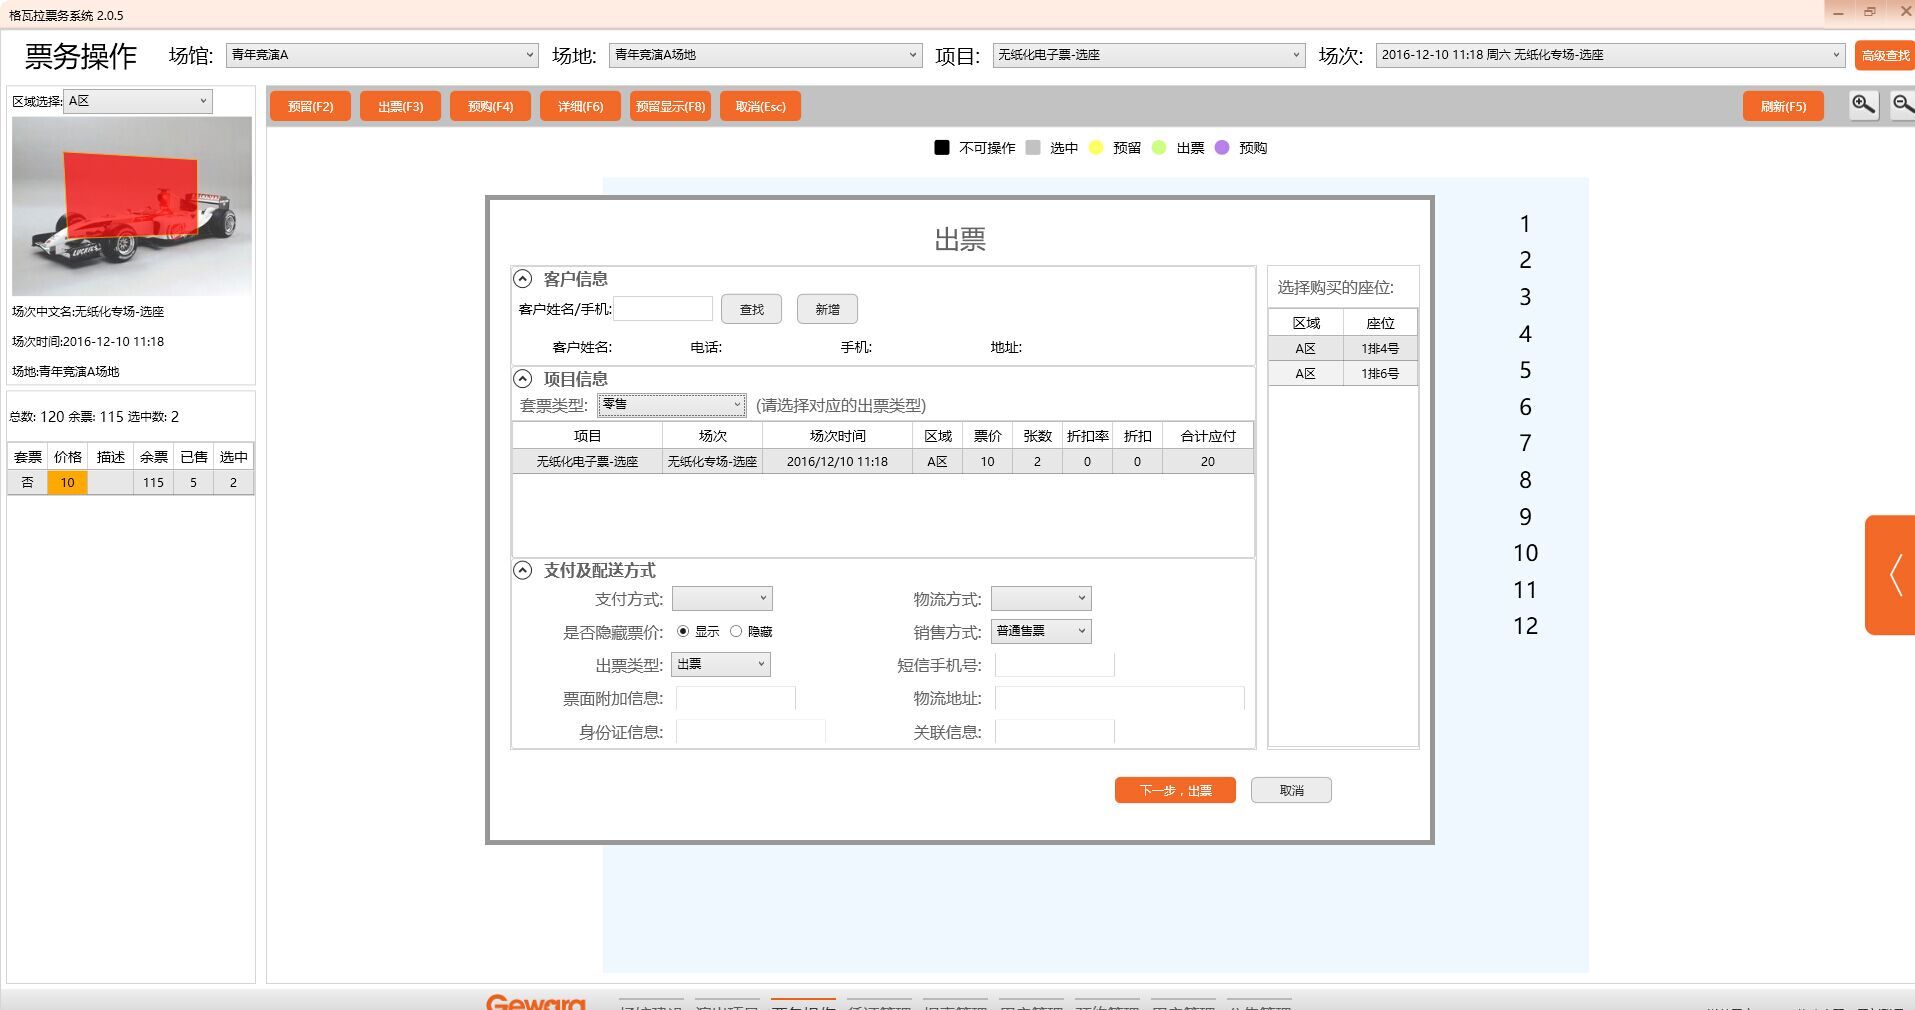 格瓦拉票务系统 2.0.5
票务操作 场馆: 青年竞演A 场地: 青年竞演A场地 项目: 无纸化电子票-选座 场次: 2016-12-10 11:18 周六 无纸化专场-选座 高级查找
区域选择: A区
预留(F2) 出票(F3) 预购(F4) 详细(F6) 预留显示(F8) 取消(Esc) 刷新(F5)
不可操作 选中 预留 出票 预购
场次中文名:无纸化专场-选座
场次时间:2016-12-10 11:18
场地:青年竞演A场地
总数: 120 余票: 115 选中数: 2
套票 价格 描述 余票 已售 选中
否 10 115 5 2
出票
客户信息
客户姓名/手机: 查找 新增
客户姓名: 电话: 手机: 地址:
项目信息
套票类型: 零售 (请选择对应的出票类型)
项目 场次 场次时间 区域 票价 张数 折扣率 折扣 合计应付
无纸化电子票-选座 无纸化专场-选座 2016/12/10 11:18 A区 10 2 0 0 20
支付及配送方式
支付方式: 物流方式:
是否隐藏票价: 显示 隐藏 销售方式: 普通售票
出票类型: 出票 短信手机号:
票面附加信息: 物流地址:
身份证信息: 关联信息:
下一步，出票 取消
选择购买的座位:
区域 座位
A区 1排4号
A区 1排6号
1
2
3
4
5
6
7
8
9
10
11
12
Gewara